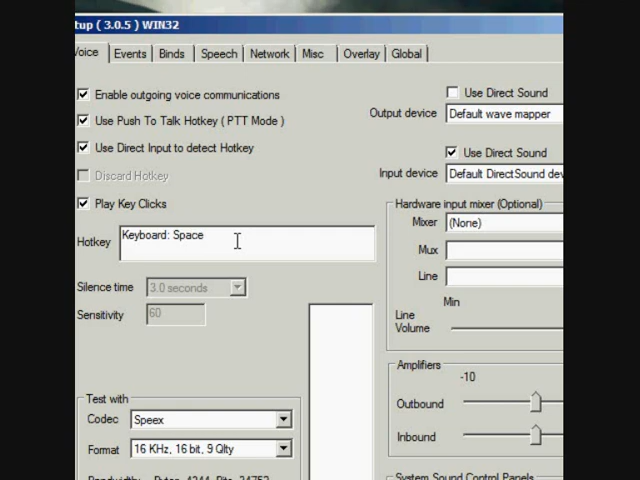 tup ( 3.0.5 ) WIN32
Voice Events Binds Speech Network Misc Overlay Global
Enable outgoing voice communications
Use Push To Talk Hotkey ( PTT Mode )
Use Direct Input to detect Hotkey
Discard Hotkey
Play Key Clicks
Hotkey
Keyboard: Space
Silence time
3.0 seconds
Sensitivity
60
Test with
Codec
Speex
Format
16 KHz, 16 bit, 9 Qlty
Use Direct Sound
Output device
Default wave mapper
Use Direct Sound
Input device
Default DirectSound dev
Hardware input mixer (Optional)
Mixer
(None)
Mux
Line
Min
Line
Volume
Amplifiers
-10
Outbound
Inbound
System Sound Control Panels